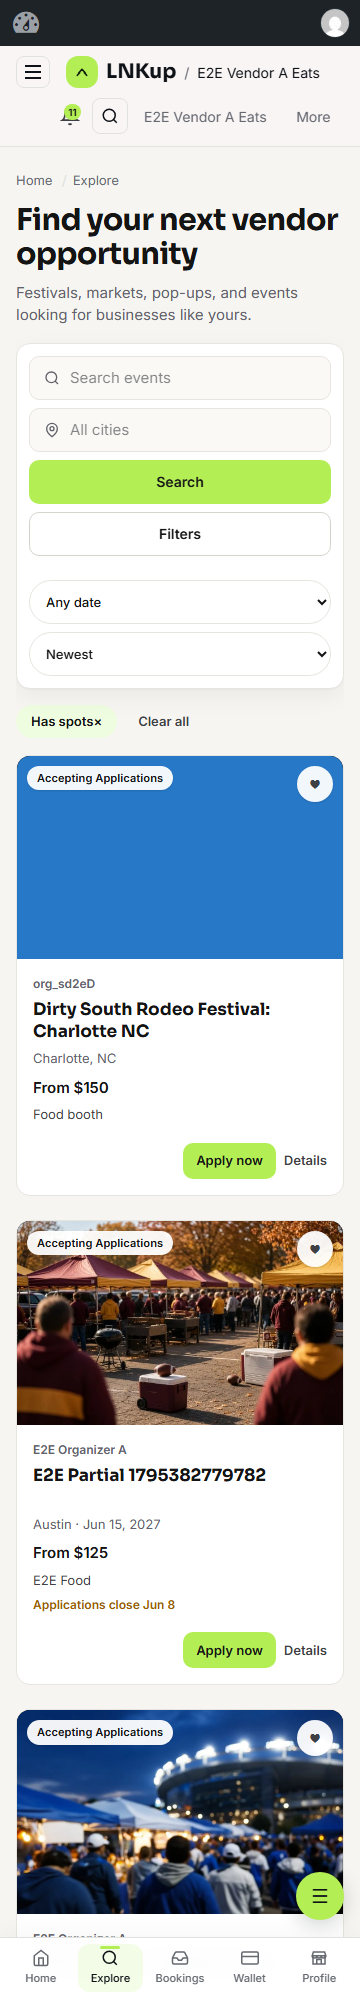 LNKup / E2E Vendor A Eats
11 E2E Vendor A Eats More
Home / Explore
Find your next vendor
opportunity
Festivals, markets, pop-ups, and events
looking for businesses like yours.
Search events
All cities
Search
Filters
Any date
Newest
Has spots× Clear all
Accepting Applications
org_sd2eD
Dirty South Rodeo Festival:
Charlotte NC
Charlotte, NC
From $150
Food booth
Apply now Details
Accepting Applications
E2E Organizer A
E2E Partial 1795382779782
Austin · Jun 15, 2027
From $125
E2E Food
Applications close Jun 8
Apply now Details
Accepting Applications
E2E Organizer A
Home Explore Bookings Wallet Profile